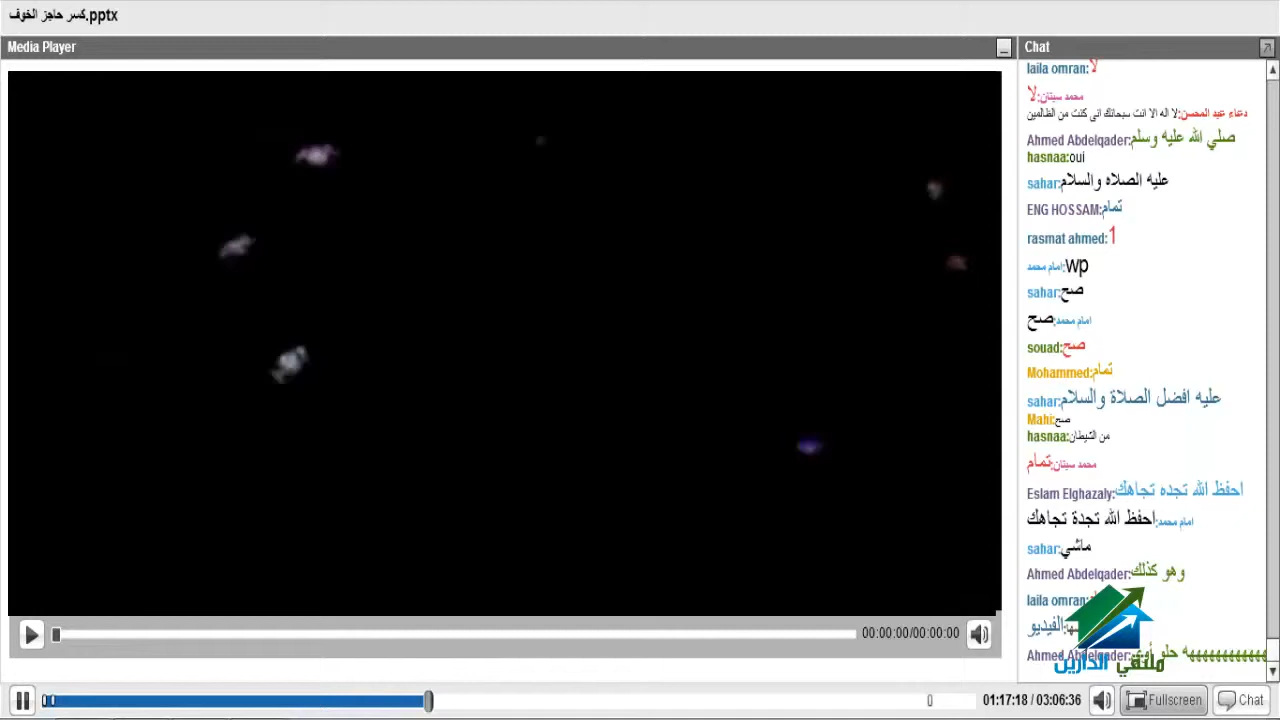 كسر حاجز الخوف.pptx
Media Player
Chat
laila omran:لا
محمد سيتان:لا
دعاء عبد المحسن:لا اله الا انت سبحانك انى كنت من الظالمين
Ahmed Abdelqader:صلي الله عليه وسلم
hasnaa:oui
sahar:عليه الصلاه والسلام
ENG HOSSAM:تمام
rasmat ahmed:1
امام محمد:wp
sahar:صح
امام محمد:صح
souad:صح
Mohammed:تمام
sahar:عليه افضل الصلاة والسلام
Mahi:صح
hasnaa:من الشيطان
محمد سيتان:تمام
Eslam Elghazaly:احفظ الله تجده تجاهك
امام محمد:احفظ الله تجدة تجاهك
sahar:ماشي
Ahmed Abdelqader:وهو كذلك
laila omran:
الفيديو
Ahmed Abdelqader: حلو
ملتقي الدارين
00:00:00/00:00:00
01:17:18 / 03:06:36
Fullscreen
Chat